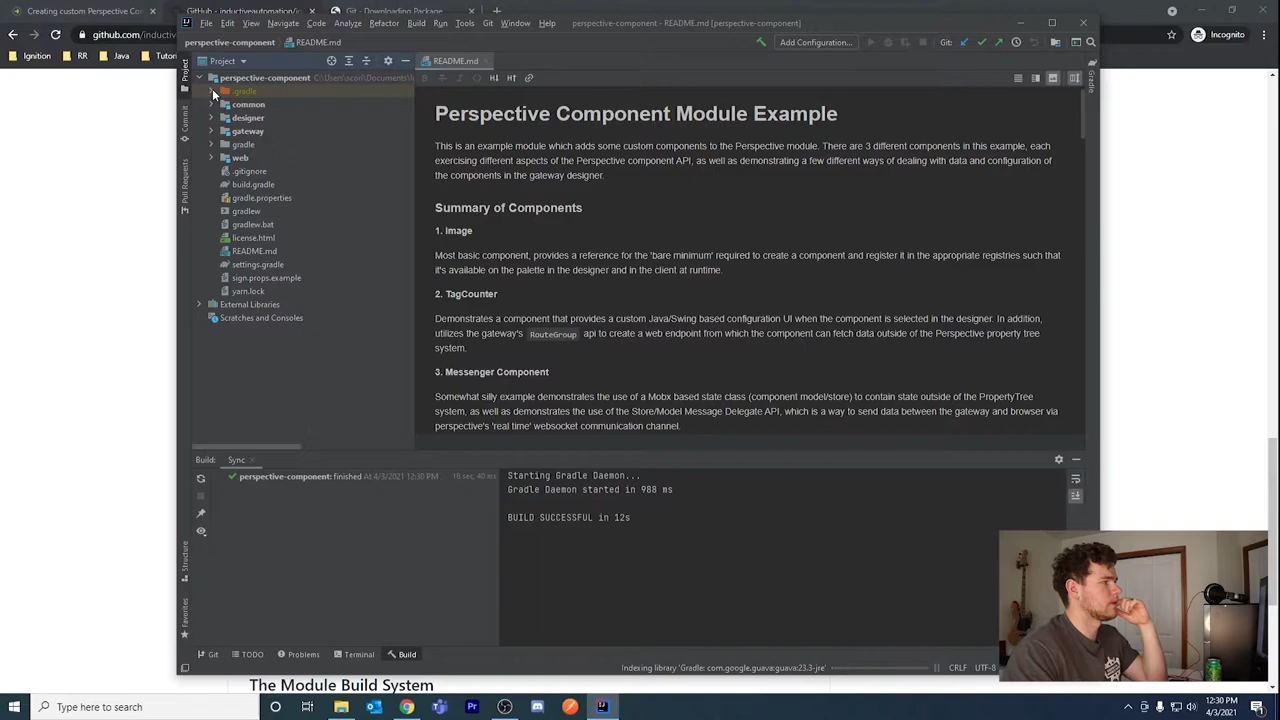 Creating custom Perspective Co
Git - Downloading Package
github.com/inductiv
Incognito
Ignition
RR
Java
Tutori
File Edit View Navigate Code Analyze Refactor Build Run Tools Git Window Help
perspective-component - README.md [perspective-component]
perspective-component
README.md
Add Configuration...
Git:
Project
README.md
perspective-component C:\Users\scori\Documents\I
.gradle
common
designer
gateway
gradle
web
.gitignore
build.gradle
gradle.properties
gradlew
gradlew.bat
license.html
README.md
settings.gradle
sign.props.example
yarn.lock
External Libraries
Scratches and Consoles
Project
Commit
Pull Requests
Structure
Favorites
Gradle
Perspective Component Module Example
This is an example module which adds some custom components to the Perspective module. There are 3 different components in this example, each
exercising different aspects of the Perspective component API, as well as demonstrating a few different ways of dealing with data and configuration of
the components in the gateway designer.
Summary of Components
1. Image
Most basic component, provides a reference for the 'bare minimum' required to create a component and register it in the appropriate registries such that
it's available on the palette in the designer and in the client at runtime.
2. TagCounter
Demonstrates a component that provides a custom Java/Swing based configuration UI when the component is selected in the designer. In addition,
utilizes the gateway's RouteGroup api to create a web endpoint from which the component can fetch data outside of the Perspective property tree
system.
3. Messenger Component
Somewhat silly example demonstrates the use of a Mobx based state class (component model/store) to contain state outside of the PropertyTree
system, as well as demonstrates the use of the Store/Model Message Delegate API, which is a way to send data between the gateway and browser via
perspective's 'real time' websocket communication channel.
Build:
Sync
perspective-component: finished At 4/3/2021 12:30 PM
18 sec, 40 ms
Starting Gradle Daemon...
Gradle Daemon started in 988 ms
BUILD SUCCESSFUL in 12s
Git
TODO
Problems
Terminal
Build
Indexing library 'Gradle: com.google.guava:guava:23.3-jre'
CRLF
UTF-8
The Module Build System
Type here to search
12:30 PM
4/3/2021